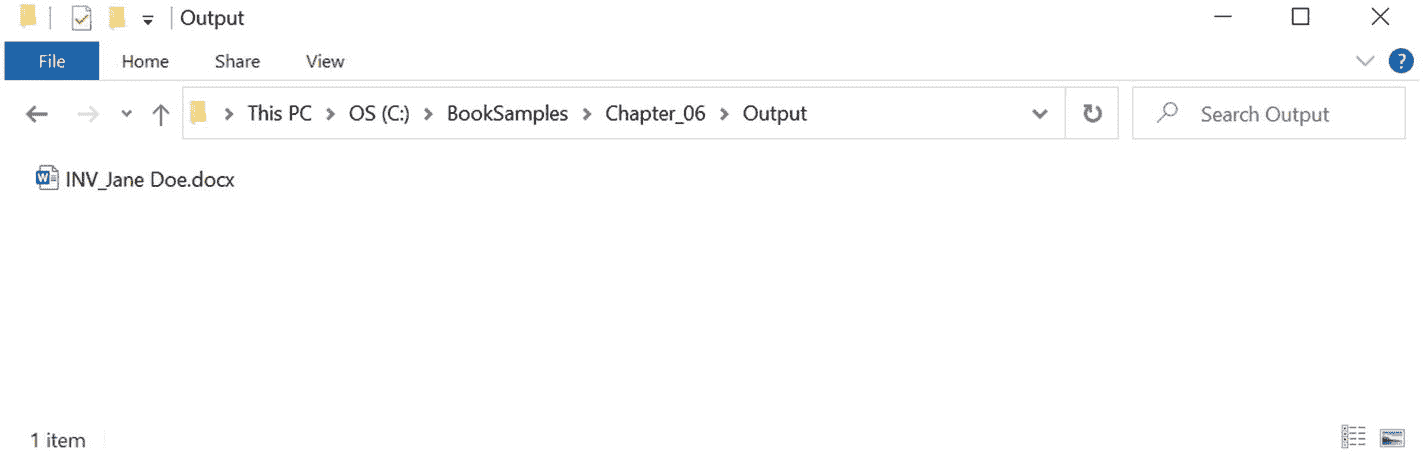 Output
File Home Share View ?
This PC > OS (C:) > BookSamples > Chapter_06 > Output Search Output
INV_Jane Doe.docx
1 item